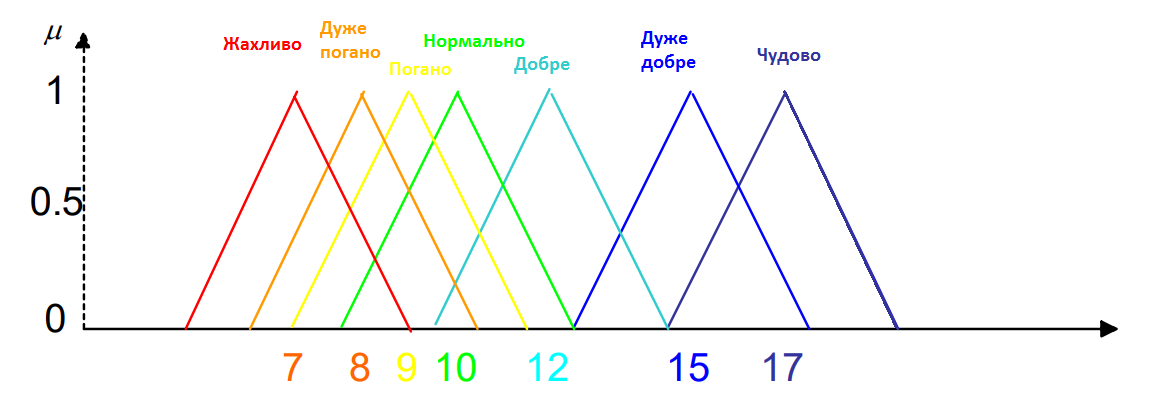 μ
Жахливо
Дуже
погано
Погано
Нормально
Добре
Дуже
добре
Чудово
1
0.5
0
7 8 9 10 12 15 17